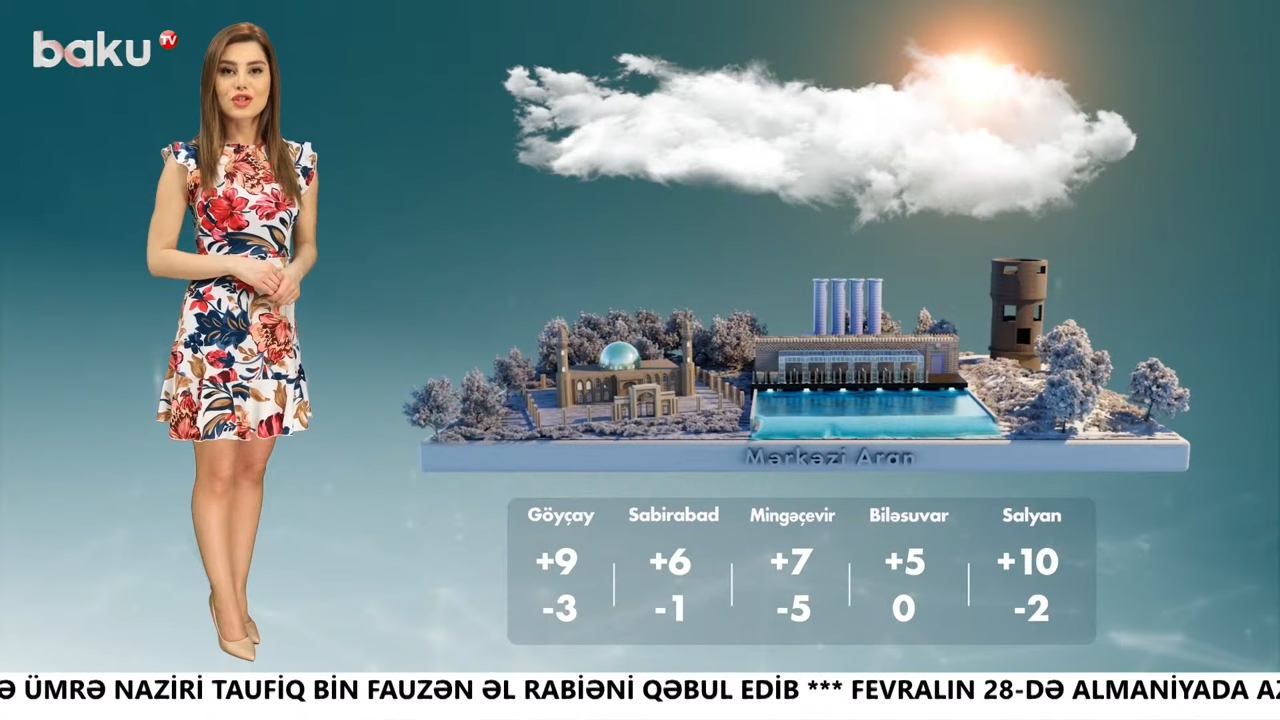 baku TV
Mərkəzi Aran
Göyçay Sabirabad Mingəçevir Biləsuvar Salyan
+9 +6 +7 +5 +10
-3 -1 -5 0 -2
Ə ÜMRƏ NAZİRİ TAUFİQ BİN FAUZƏN ƏL RABİƏNİ QƏBUL EDİB *** FEVRALIN 28-DƏ ALMANİYADA AZ